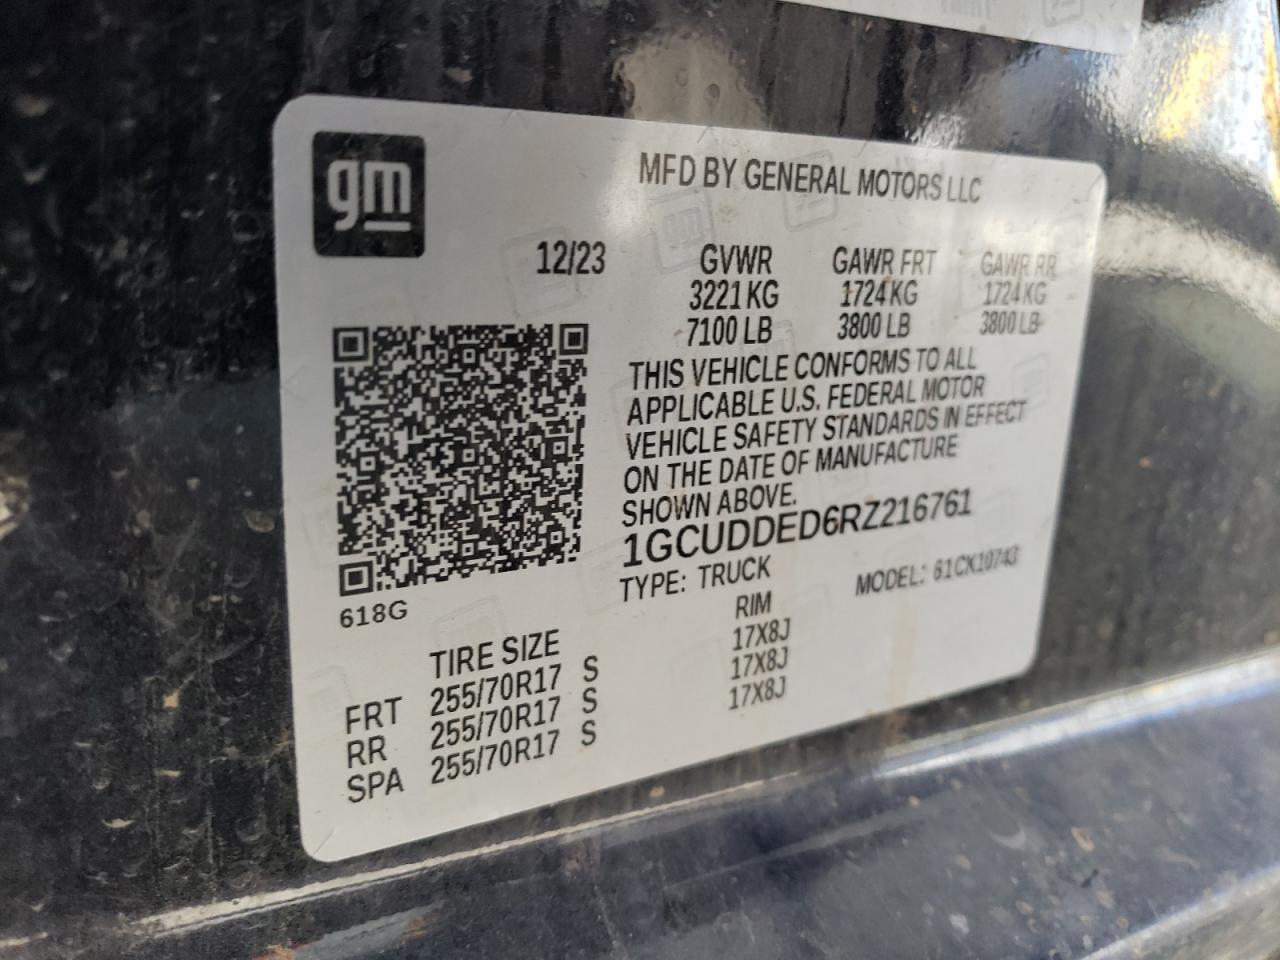 gm
MFD BY GENERAL MOTORS LLC
12/23 GVWR GAWR FRT GAWR RR
3221 KG 1724 KG 1724 KG
7100 LB 3800 LB 3800 LB
THIS VEHICLE CONFORMS TO ALL
APPLICABLE U.S. FEDERAL MOTOR
VEHICLE SAFETY STANDARDS IN EFFECT
ON THE DATE OF MANUFACTURE
SHOWN ABOVE.
1GCUDDED6RZ216761
TYPE: TRUCK MODEL: 61CK10743
618G
TIRE SIZE RIM
FRT 255/70R17 S 17X8J
RR 255/70R17 S 17X8J
SPA 255/70R17 S 17X8J